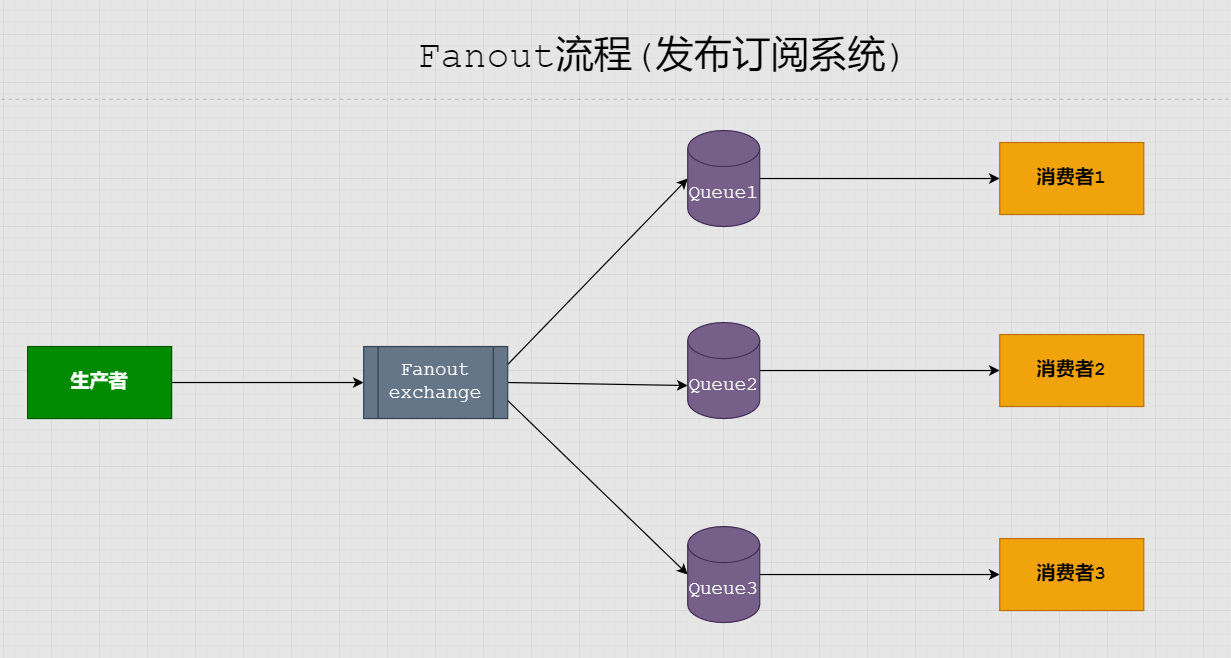 Fanout流程(发布订阅系统)
Queue1
消费者1
生产者
Fanout
exchange
Queue2
消费者2
Queue3
消费者3